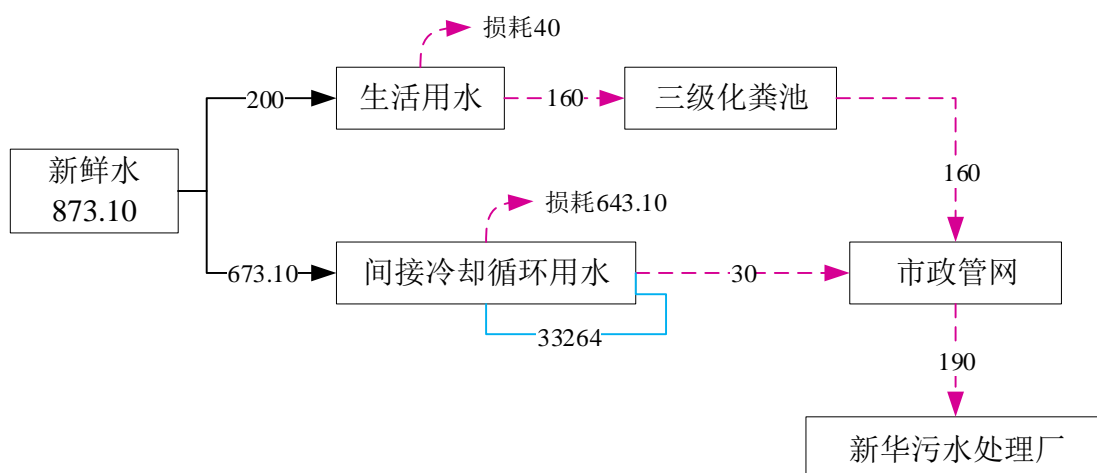 损耗40
200
生活用水
160
三级化粪池
新鲜水
873.10
160
损耗643.10
673.10
间接冷却循环用水
30
市政管网
33264
190
新华污水处理厂